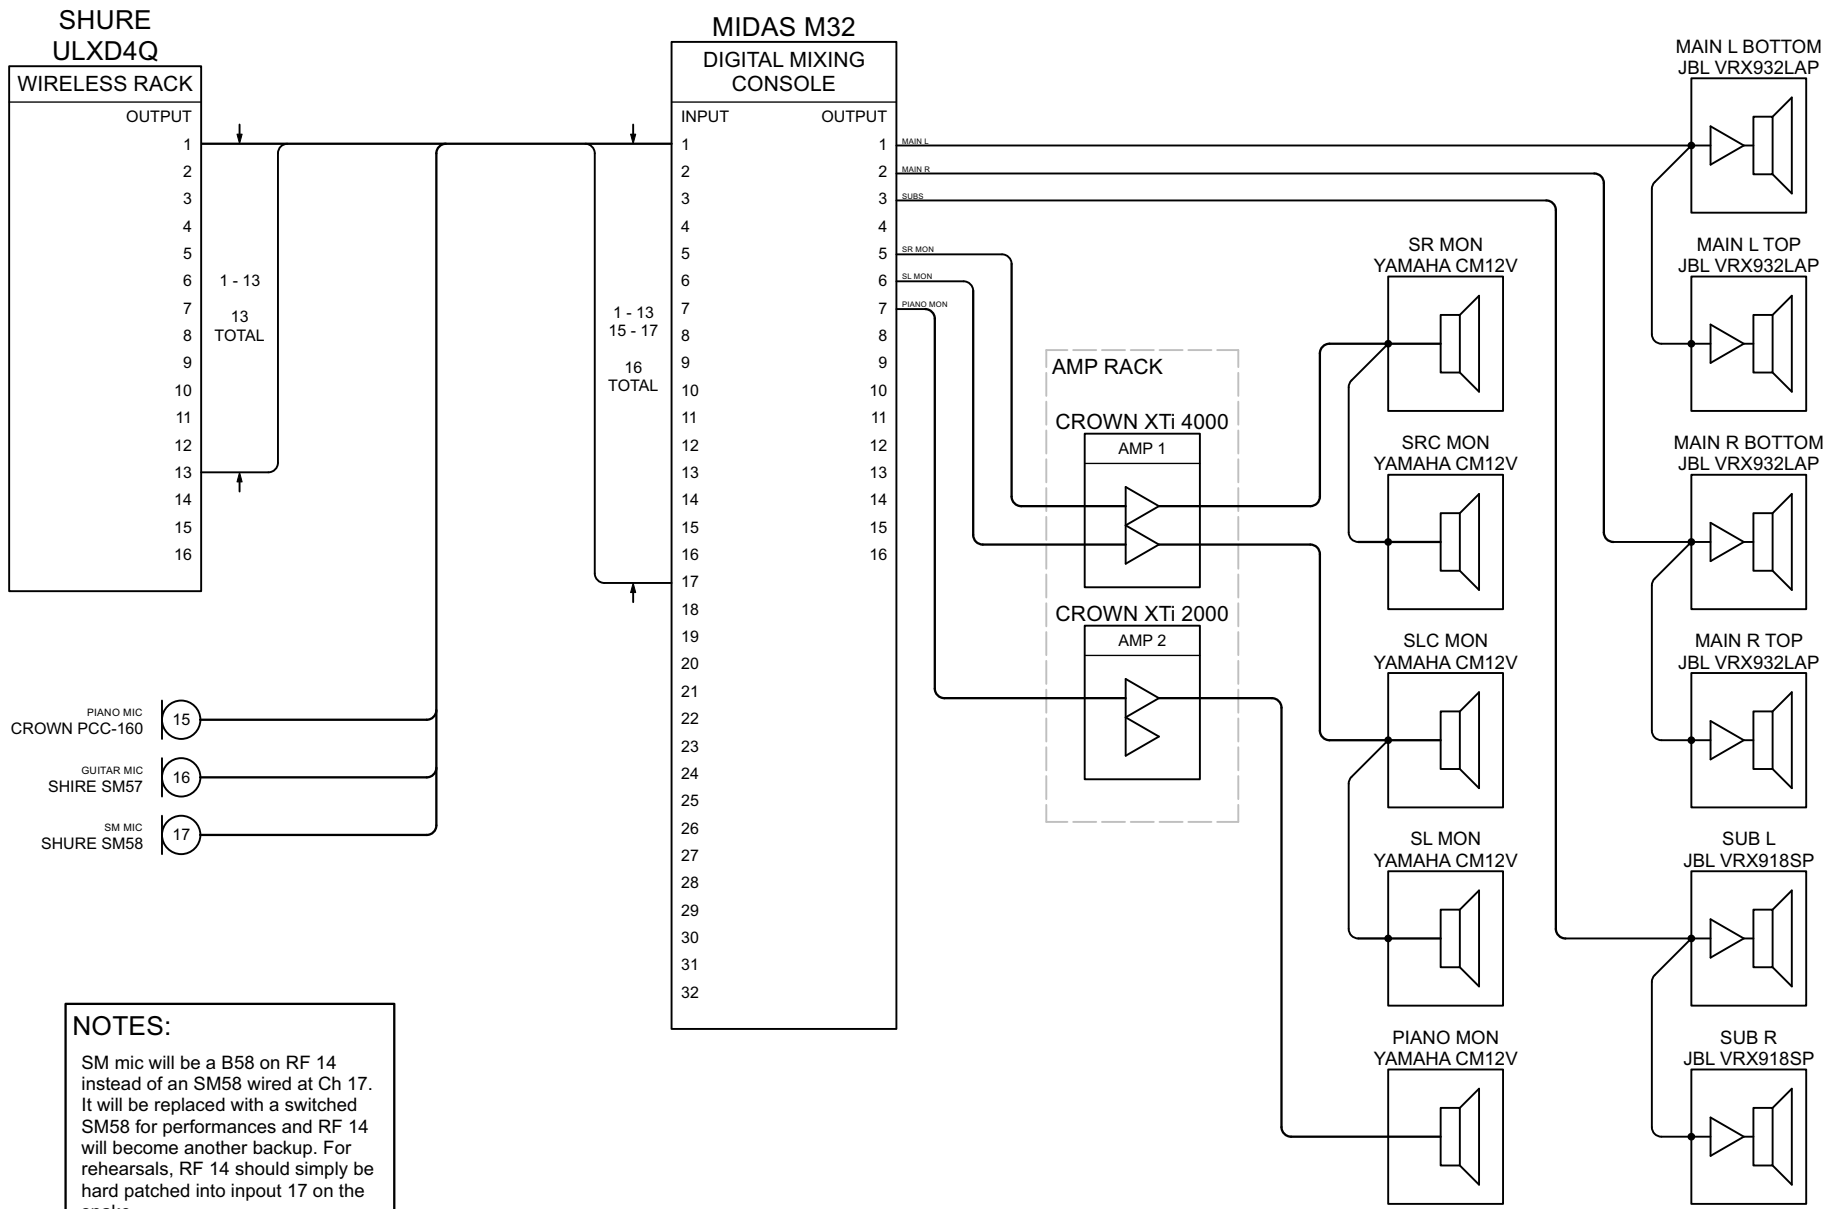 SHURE
ULXD4Q
WIRELESS RACK
OUTPUT
1
2
3
4
5
6
7
8
9
10
11
12
13
14
15
16
1 - 13
13
TOTAL
PIANO MIC
CROWN PCC-160
15
GUITAR MIC
SHIRE SM57
16
SM MIC
SHURE SM58
17
NOTES:
SM mic will be a B58 on RF 14
instead of an SM58 wired at Ch 17.
It will be replaced with a switched
SM58 for performances and RF 14
will become another backup. For
rehearsals, RF 14 should simply be
hard patched into inpout 17 on the
1 - 13
15 - 17
16
TOTAL
MIDAS M32
DIGITAL MIXING
CONSOLE
INPUT
1
2
3
4
5
6
7
8
9
10
11
12
13
14
15
16
17
18
19
20
21
22
23
24
25
26
27
28
29
30
31
32
OUTPUT
1
2
3
4
5
6
7
8
9
10
11
12
13
14
15
16
MAIN L
MAIN R
SUBS
SR MON
SL MON
PIANO MON
AMP RACK
CROWN XTi 4000
AMP 1
CROWN XTi 2000
AMP 2
SR MON
YAMAHA CM12V
SRC MON
YAMAHA CM12V
SLC MON
YAMAHA CM12V
SL MON
YAMAHA CM12V
PIANO MON
YAMAHA CM12V
MAIN L BOTTOM
JBL VRX932LAP
MAIN L TOP
JBL VRX932LAP
MAIN R BOTTOM
JBL VRX932LAP
MAIN R TOP
JBL VRX932LAP
SUB L
JBL VRX918SP
SUB R
JBL VRX918SP